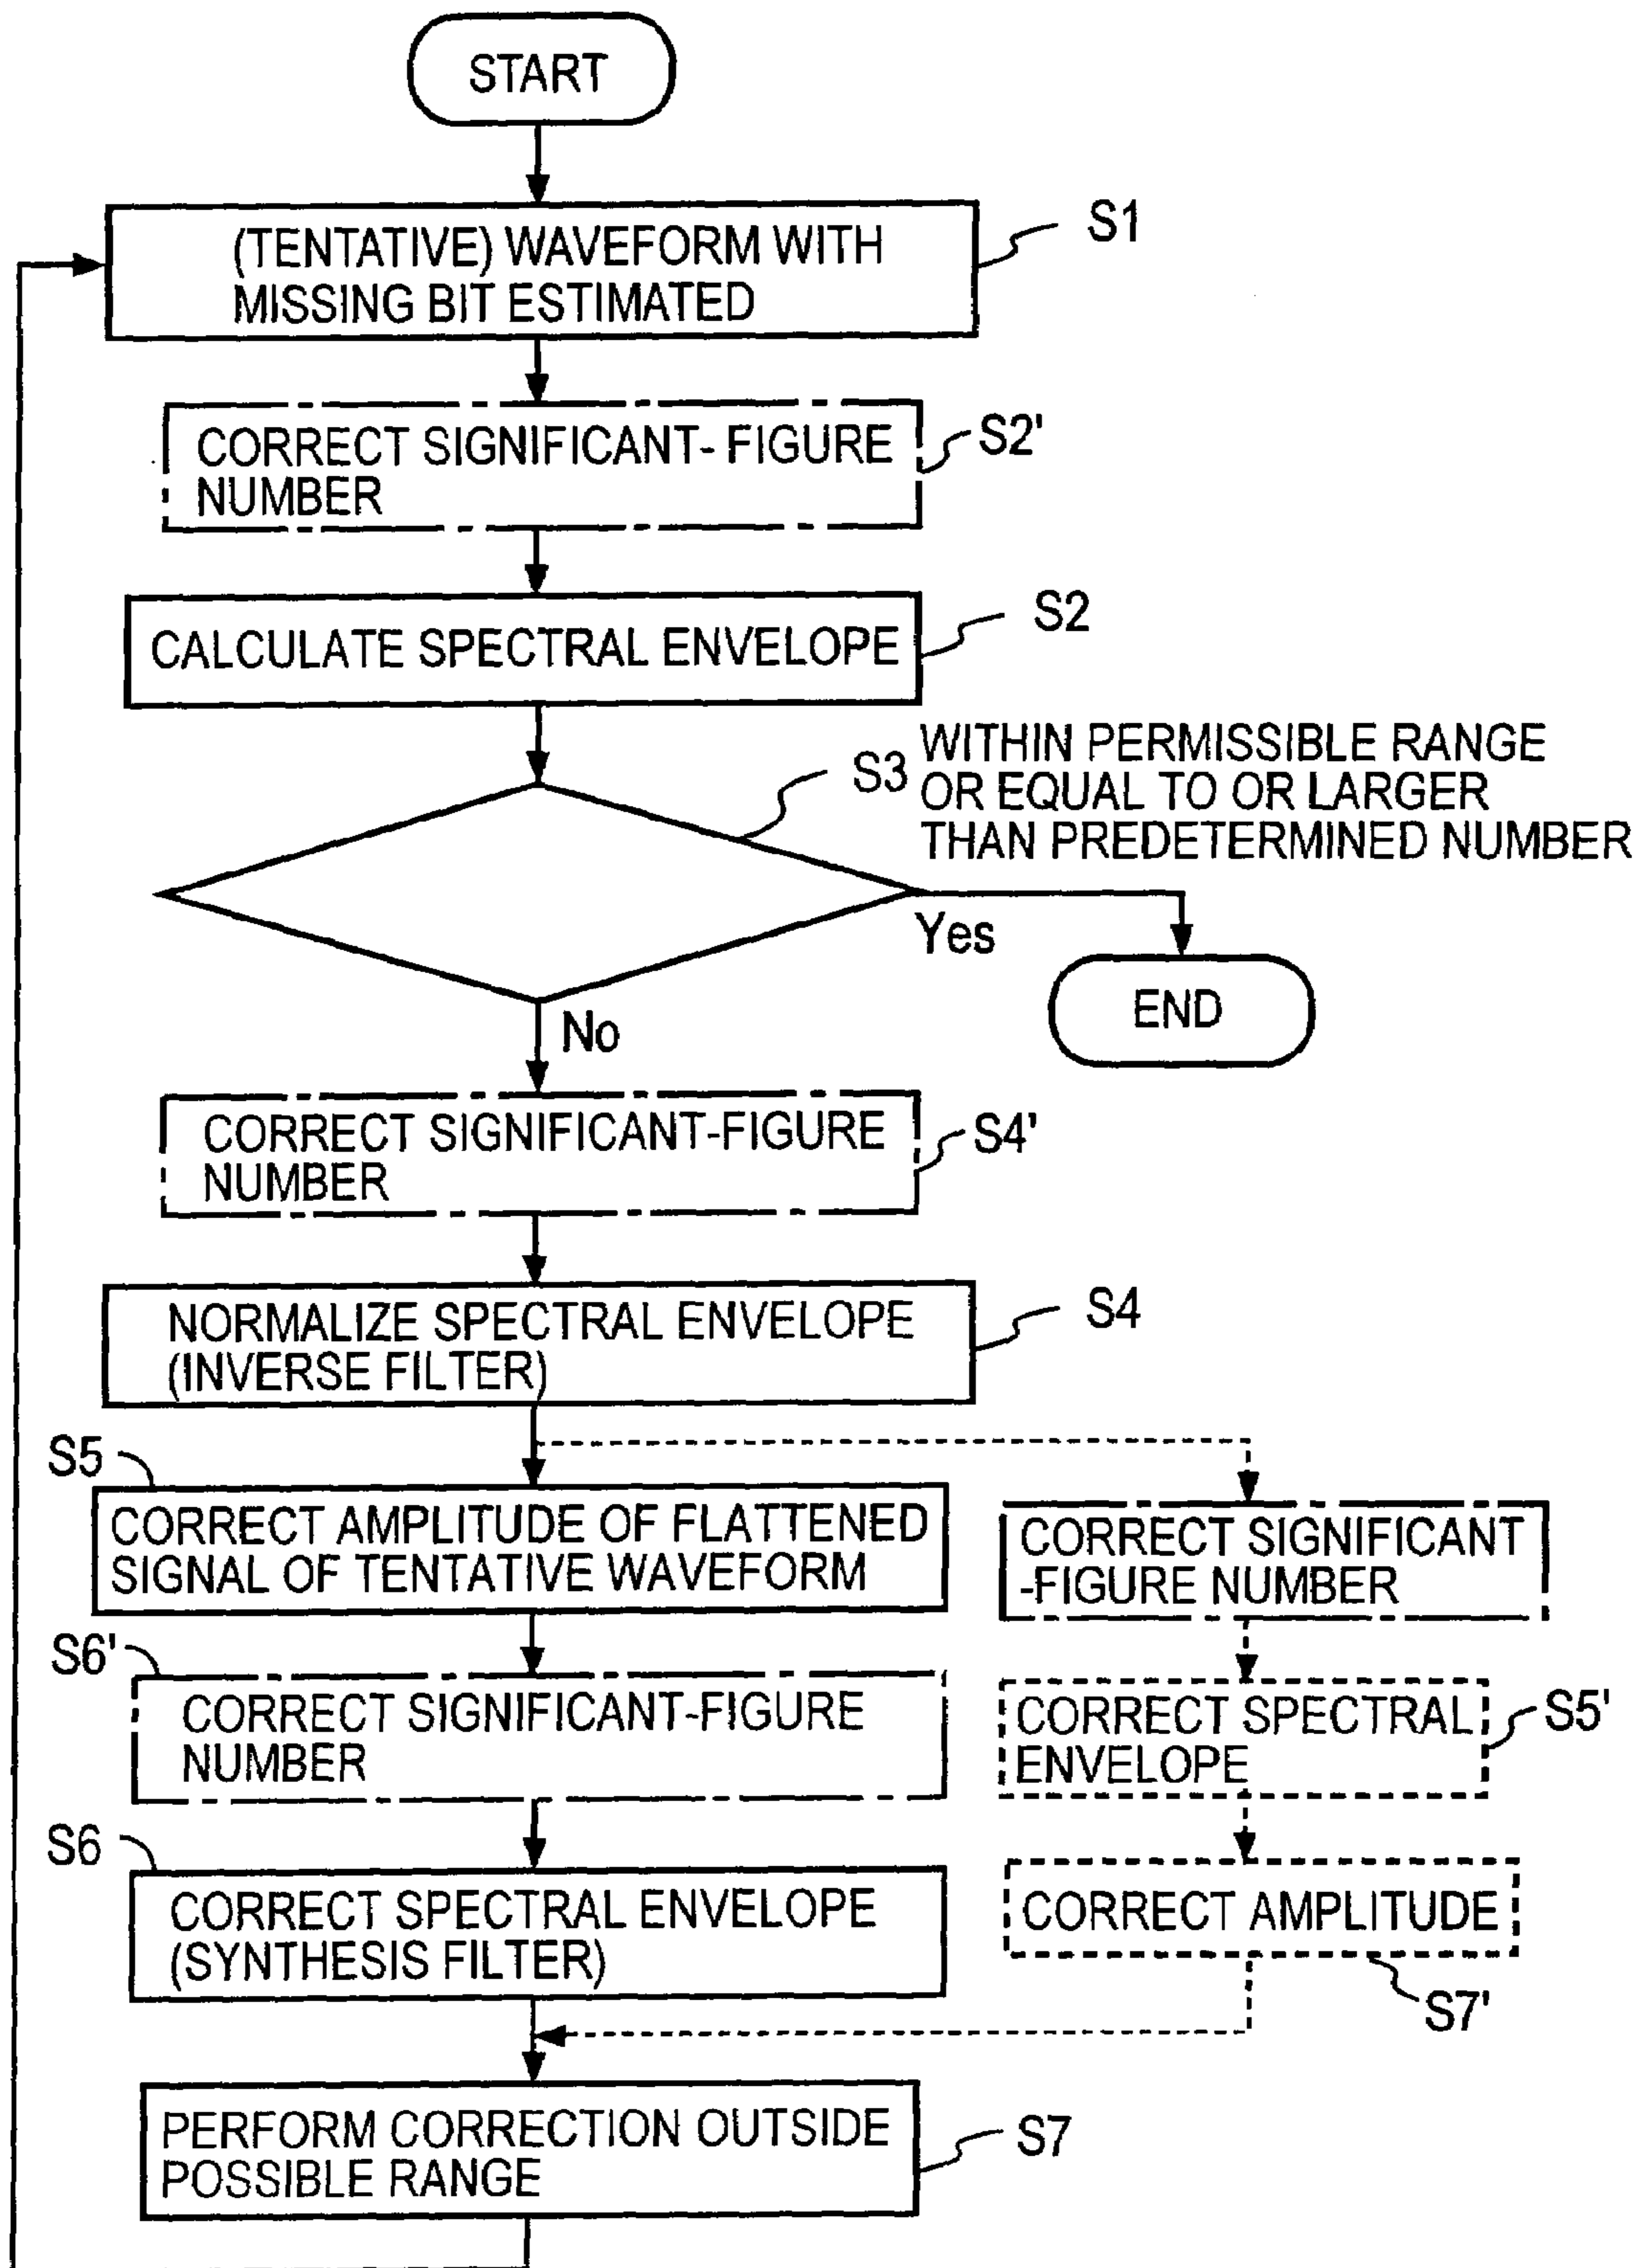 START
(TENTATIVE) WAVEFORM WITH
MISSING BIT ESTIMATED
S1
CORRECT SIGNIFICANT- FIGURE
NUMBER
S2'
CALCULATE SPECTRAL ENVELOPE
S2
S3
WITHIN PERMISSIBLE RANGE
OR EQUAL TO OR LARGER
THAN PREDETERMINED NUMBER
Yes
END
No
CORRECT SIGNIFICANT-FIGURE
NUMBER
S4'
NORMALIZE SPECTRAL ENVELOPE
(INVERSE FILTER)
S4
S5
CORRECT AMPLITUDE OF FLATTENED
SIGNAL OF TENTATIVE WAVEFORM
CORRECT SIGNIFICANT
-FIGURE NUMBER
S6'
CORRECT SIGNIFICANT-FIGURE
NUMBER
CORRECT SPECTRAL
ENVELOPE
S5'
S6
CORRECT SPECTRAL ENVELOPE
(SYNTHESIS FILTER)
CORRECT AMPLITUDE
S7'
PERFORM CORRECTION OUTSIDE
POSSIBLE RANGE
S7